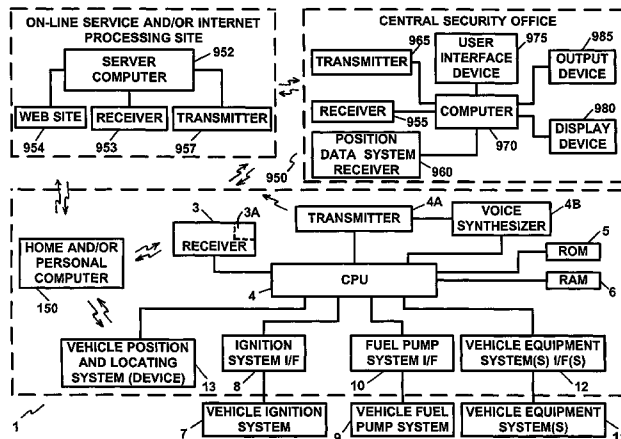 ON-LINE SERVICE AND/OR INTERNET
PROCESSING SITE
SERVER
COMPUTER
952
WEB SITE
RECEIVER
TRANSMITTER
954
953
957
CENTRAL SECURITY OFFICE
TRANSMITTER
965
USER
INTERFACE
DEVICE
975
OUTPUT
DEVICE
985
RECEIVER
955
COMPUTER
970
DISPLAY
DEVICE
980
POSITION
DATA SYSTEM
RECEIVER
960
950
HOME AND/OR
PERSONAL
COMPUTER
150
3
3A
RECEIVER
TRANSMITTER
4A
VOICE
SYNTHESIZER
4B
CPU
4
ROM
5
RAM
6
VEHICLE POSITION
AND LOCATING
SYSTEM (DEVICE)
13
IGNITION
SYSTEM I/F
8
FUEL PUMP
SYSTEM I/F
10
VEHICLE EQUIPMENT
SYSTEM(S) I/F(S)
12
1
VEHICLE IGNITION
SYSTEM
7
VEHICLE FUEL
PUMP SYSTEM
9
VEHICLE EQUIPMENT
SYSTEM(S)